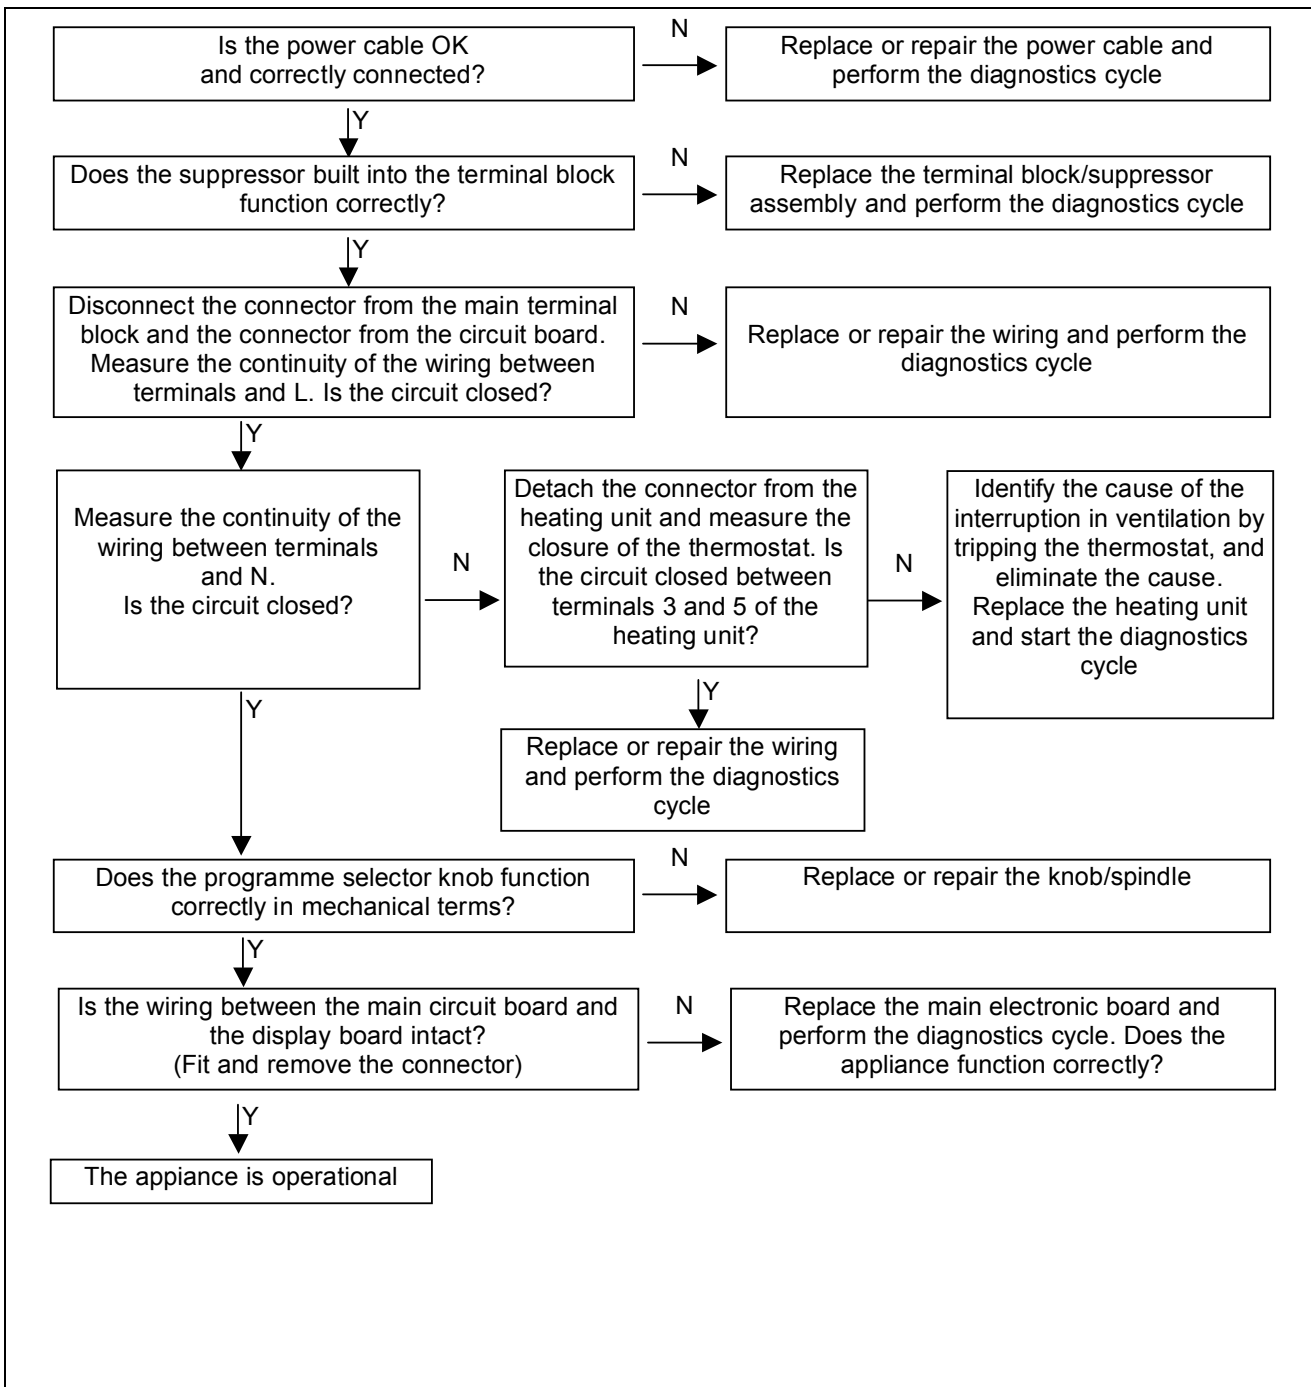 Is the power cable OK
and correctly connected?
N
Replace or repair the power cable and
perform the diagnostics cycle
Y
Does the suppressor built into the terminal block
function correctly?
N
Replace the terminal block/suppressor
assembly and perform the diagnostics cycle
Y
Disconnect the connector from the main terminal
block and the connector from the circuit board.
Measure the continuity of the wiring between
terminals and L. Is the circuit closed?
N
Replace or repair the wiring and perform the
diagnostics cycle
Y
Measure the continuity of the
wiring between terminals
and N.
Is the circuit closed?
N
Detach the connector from the
heating unit and measure the
closure of the thermostat. Is
the circuit closed between
terminals 3 and 5 of the
heating unit?
N
Identify the cause of the
interruption in ventilation by
tripping the thermostat, and
eliminate the cause.
Replace the heating unit
and start the diagnostics
cycle
Y
Replace or repair the wiring
and perform the diagnostics
cycle
Y
Does the programme selector knob function
correctly in mechanical terms?
N
Replace or repair the knob/spindle
Y
Is the wiring between the main circuit board and
the display board intact?
(Fit and remove the connector)
N
Replace the main electronic board and
perform the diagnostics cycle. Does the
appliance function correctly?
Y
The appiance is operational